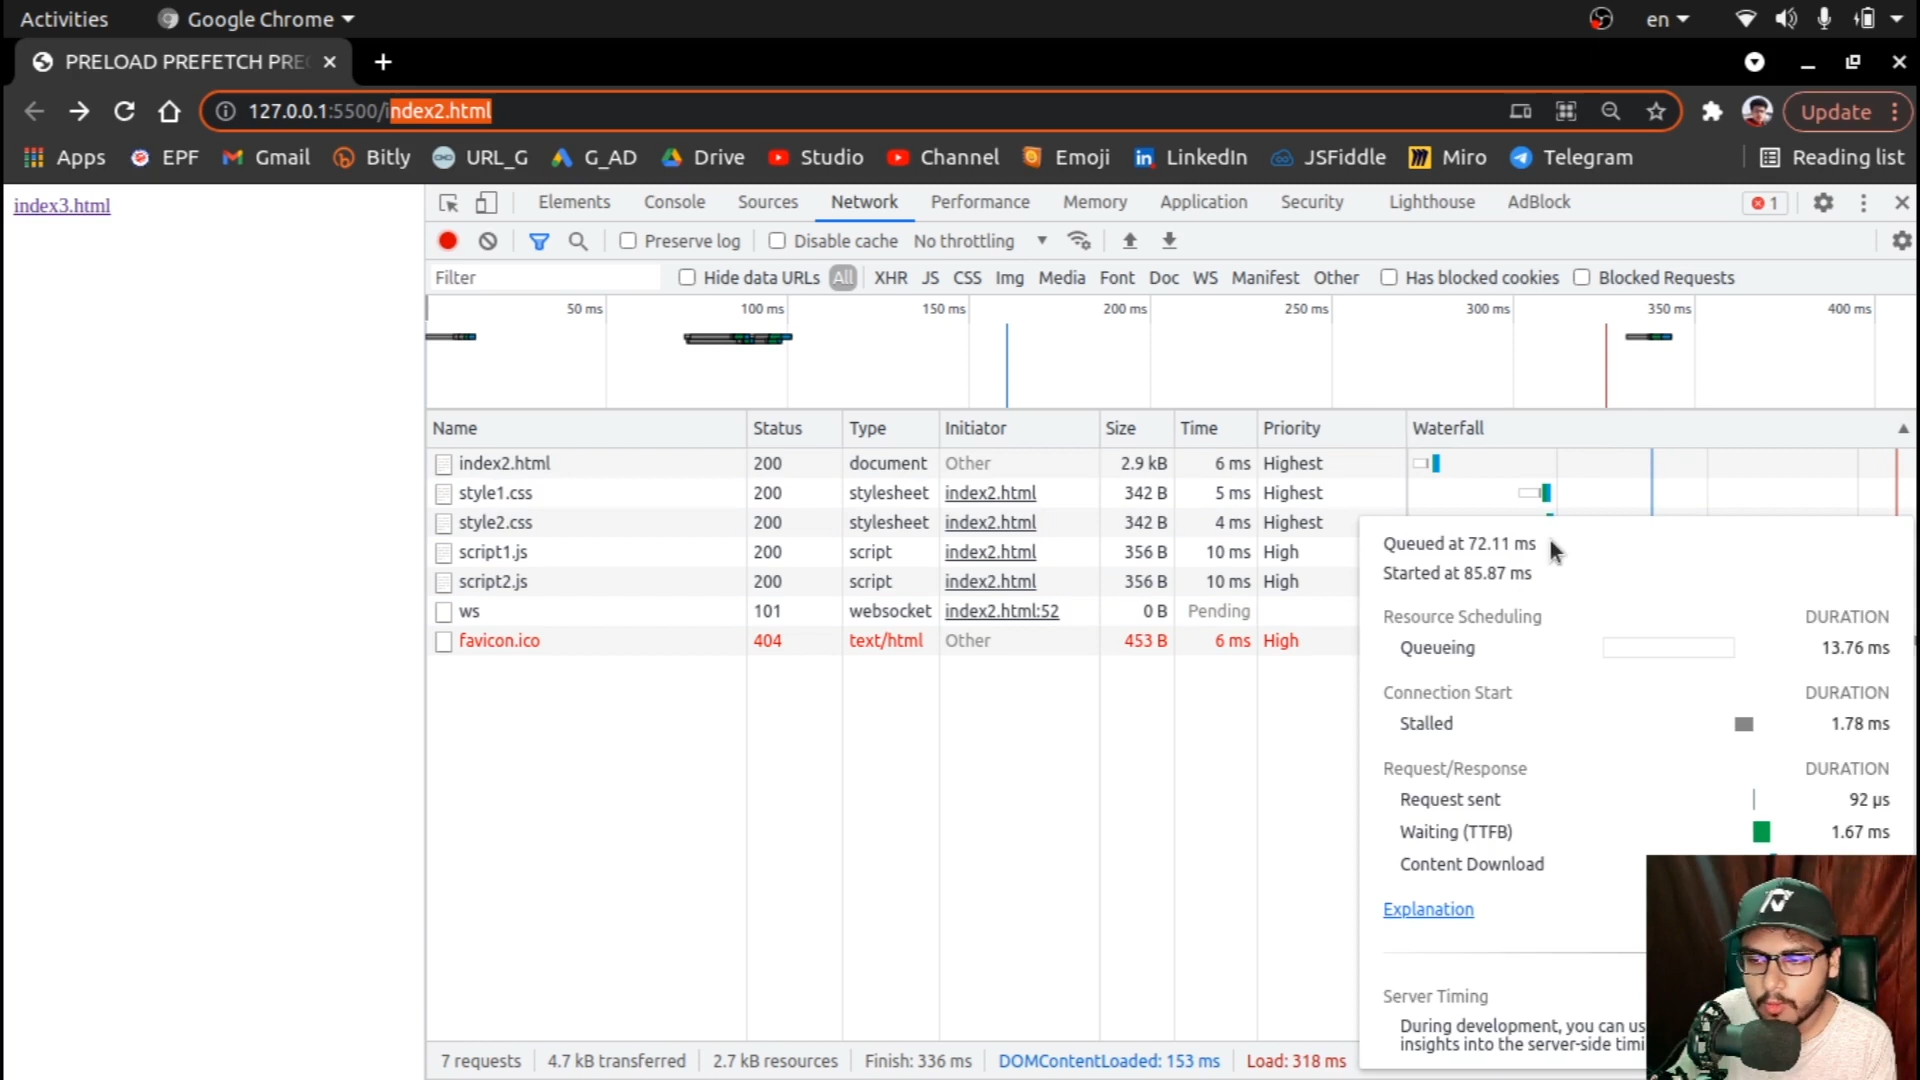 Activities Google Chrome en
PRELOAD PREFETCH PREC
127.0.0.1:5500/index2.html Update
Apps EPF Gmail Bitly URL_G G_AD Drive Studio Channel Emoji LinkedIn JSFiddle Miro Telegram Reading list
index3.html
Elements Console Sources Network Performance Memory Application Security Lighthouse AdBlock 1
Preserve log Disable cache No throttling
Filter Hide data URLs All XHR JS CSS Img Media Font Doc WS Manifest Other Has blocked cookies Blocked Requests
50 ms 100 ms 150 ms 200 ms 250 ms 300 ms 350 ms 400 ms
Name Status Type Initiator Size Time Priority Waterfall
index2.html 200 document Other 2.9 kB 6 ms Highest
style1.css 200 stylesheet index2.html 342 B 5 ms Highest
style2.css 200 stylesheet index2.html 342 B 4 ms Highest
script1.js 200 script index2.html 356 B 10 ms High
script2.js 200 script index2.html 356 B 10 ms High
ws 101 websocket index2.html:52 0 B Pending
favicon.ico 404 text/html Other 453 B 6 ms High
Queued at 72.11 ms
Started at 85.87 ms
Resource Scheduling DURATION
Queueing 13.76 ms
Connection Start DURATION
Stalled 1.78 ms
Request/Response DURATION
Request sent 92 µs
Waiting (TTFB) 1.67 ms
Content Download
Explanation
Server Timing
During development, you can us
insights into the server-side timi
7 requests 4.7 kB transferred 2.7 kB resources Finish: 336 ms DOMContentLoaded: 153 ms Load: 318 ms